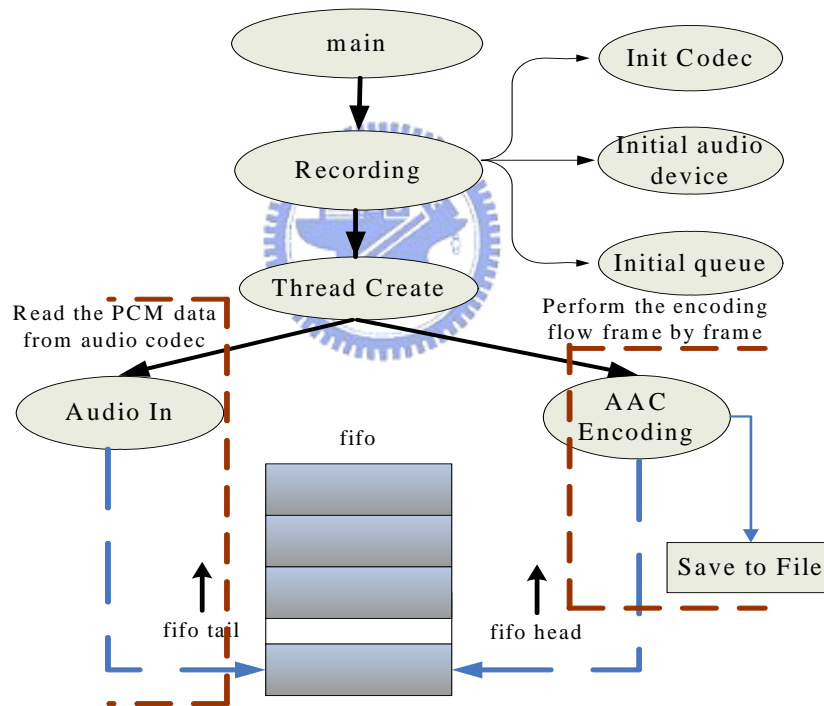 main
Init Codec
Recording
Initial audio
device
Initial queue
Thread Create
Read the PCM data
from audio codec
Perform the encoding
flow frame by frame
Audio In
AAC
Encoding
fifo
Save to File
fifo tail
fifo head